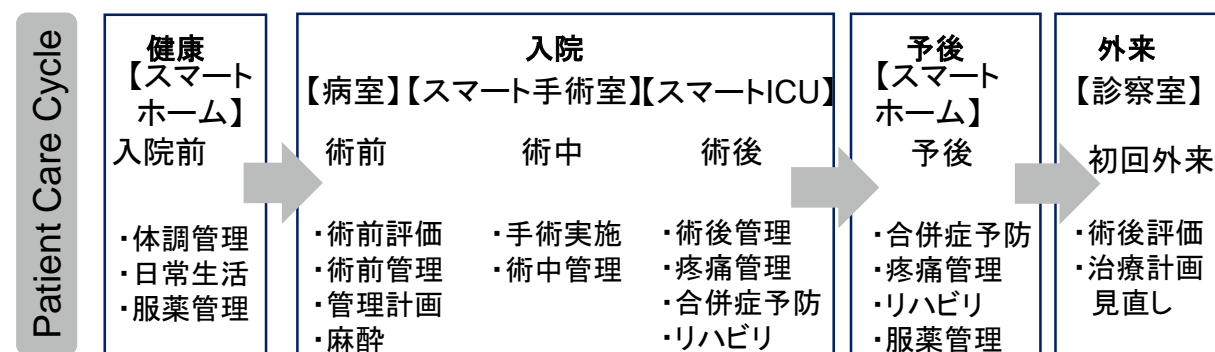 Patient Care Cycle
健康
【スマート
ホーム】
入院前
・体調管理
・日常生活
・服薬管理
入院
【病室】【スマート手術室】【スマートICU】
術前 術中 術後
・術前評価
・術前管理
・管理計画
・麻酔
・手術実施
・術中管理
・術後管理
・疼痛管理
・合併症予防
・リハビリ
予後
【スマート
ホーム】
予後
・合併症予防
・疼痛管理
・リハビリ
・服薬管理
外来
【診察室】
初回外来
・術後評価
・治療計画
見直し